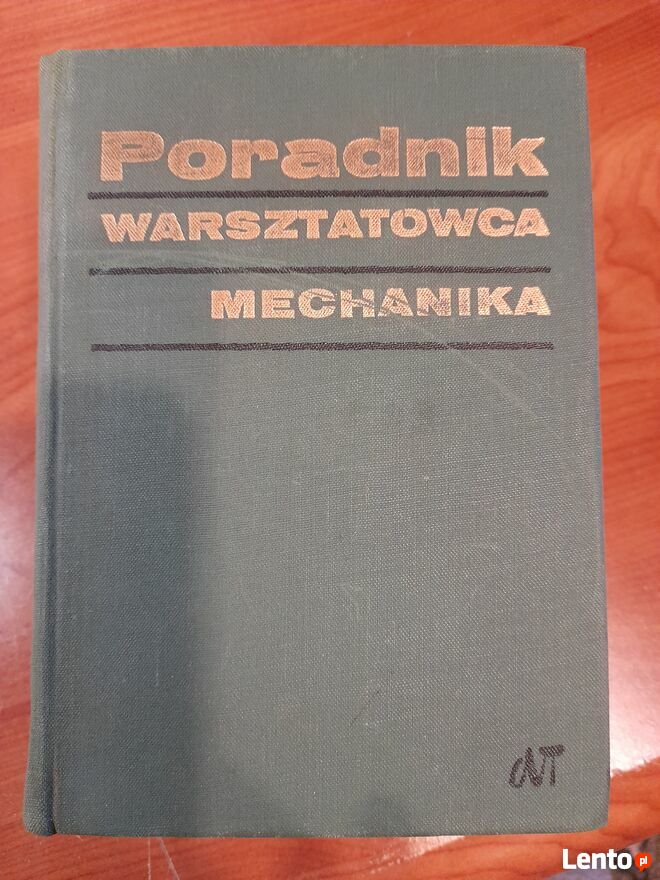 Poradnik
WARSZTATOWCA
MECHANIKA
WNT
Lento.pl